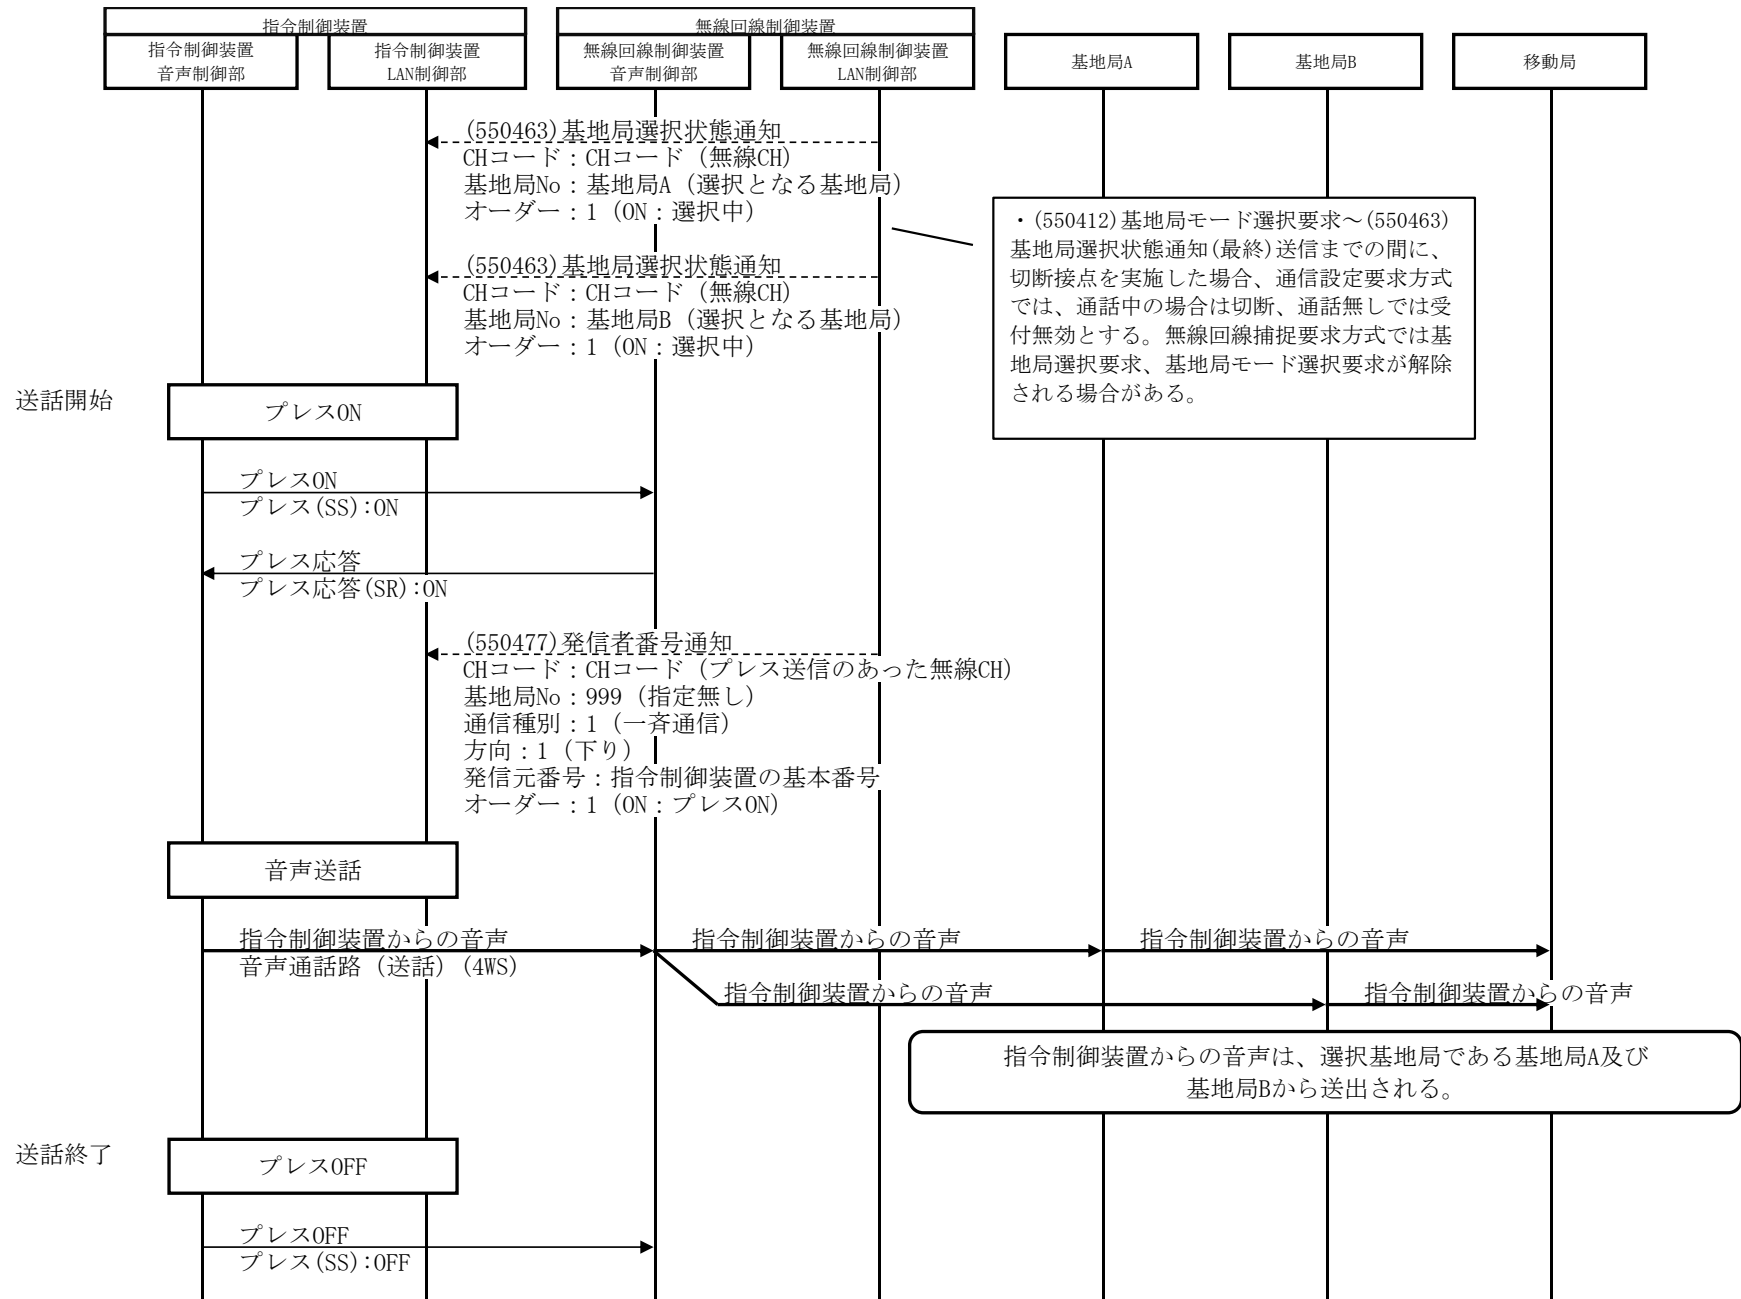 指令制御装置
無線回線制御装置
指令制御装置
音声制御部
指令制御装置
LAN制御部
無線回線制御装置
音声制御部
無線回線制御装置
LAN制御部
基地局A
基地局B
移動局
(550463)基地局選択状態通知
CHコード：CHコード（無線CH）
基地局No：基地局A（選択となる基地局）
オーダー：1（ON：選択中）
・(550412)基地局モード選択要求～(550463)
基地局選択状態通知(最終)送信までの間に、
切断接点を実施した場合、通信設定要求方式
では、通話中の場合は切断、通話無しでは受
付無効とする。無線回線捕捉要求方式では基
地局選択要求、基地局モード選択要求が解除
される場合がある。
(550463)基地局選択状態通知
CHコード：CHコード（無線CH）
基地局No：基地局B（選択となる基地局）
オーダー：1（ON：選択中）
送話開始
プレスON
プレスON
プレス(SS):ON
プレス応答
プレス応答(SR):ON
(550477)発信者番号通知
CHコード：CHコード（プレス送信のあった無線CH）
基地局No：999（指定無し）
通信種別：1（一斉通信）
方向：1（下り）
発信元番号：指令制御装置の基本番号
オーダー：1（ON：プレスON）
音声送話
指令制御装置からの音声
音声通話路（送話）(4WS)
指令制御装置からの音声
指令制御装置からの音声
指令制御装置からの音声
指令制御装置からの音声
指令制御装置からの音声は、選択基地局である基地局A及び
基地局Bから送出される。
送話終了
プレスOFF
プレスOFF
プレス(SS):OFF